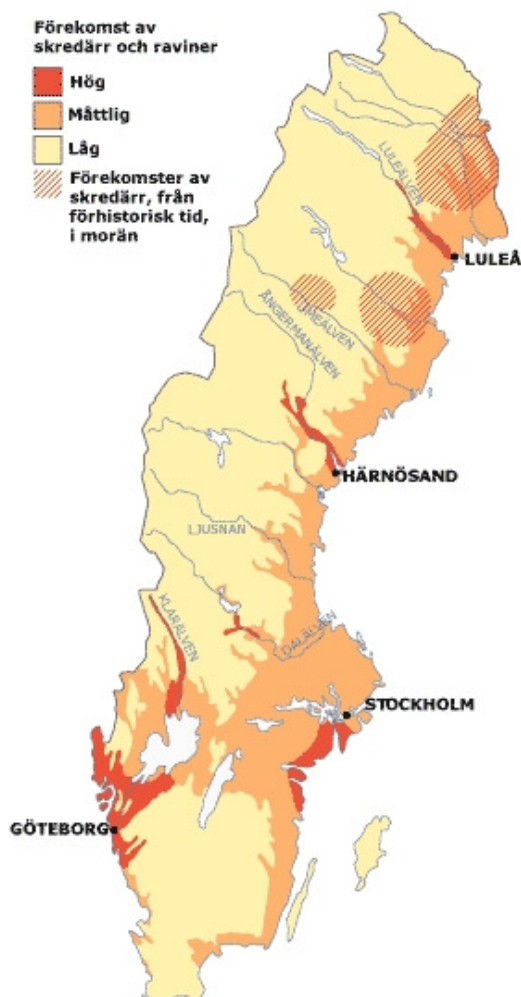 Förekomst av
skredärr och raviner
Hög
Måttlig
Låg
Förekomster av
skredärr, från
förhistorisk tid,
i morän
LULEÄLVEN
LULEÅ
UMEÄLVEN
ÅNGERMANÄLVEN
HÄRNÖSAND
LJUSNAN
KLARÄLVEN
DALÄLVEN
STOCKHOLM
GÖTEBORG